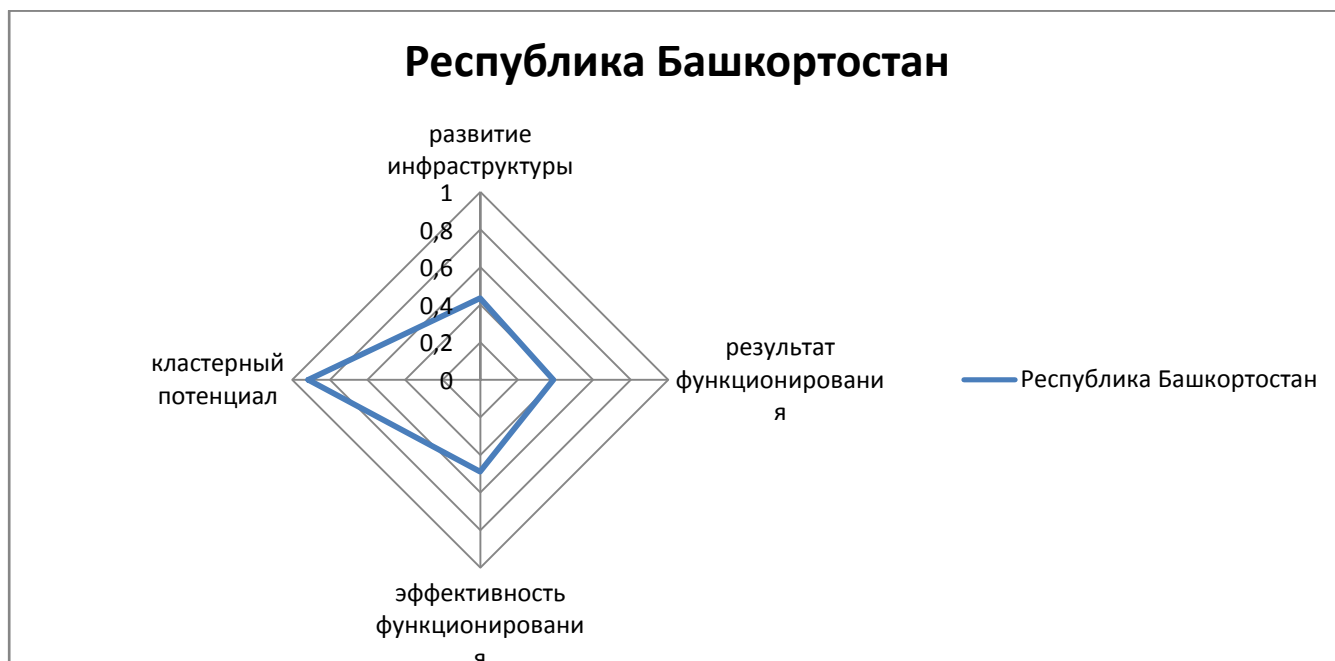 Республика Башкортостан
развитие
инфраструктуры
1
0,8
0,6
0,4
0,2
0
кластерный
потенциал
результат
функционировани
я
Республика Башкортостан
эффективность
функционировани
я